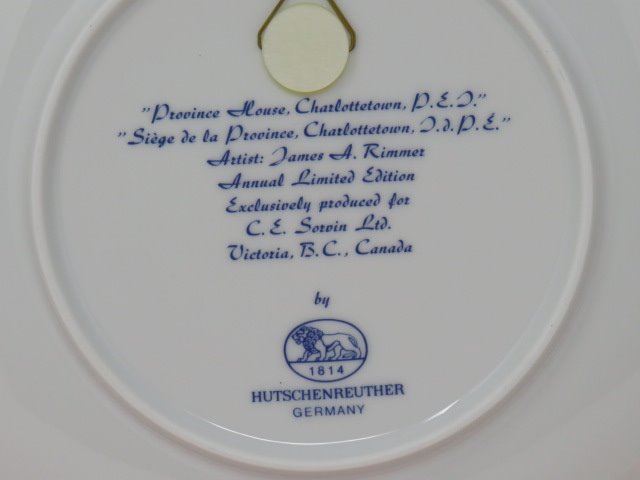 "Province House, Charlottetown, P.E.I."
"Siège de la Province, Charlottetown, I.d.P.É."
Artist: James A. Rimmer
Annual Limited Edition
Exclusively produced for
C. E. Sorvin Ltd.
Victoria, B.C., Canada
by
1814
HUTSCHENREUTHER
GERMANY